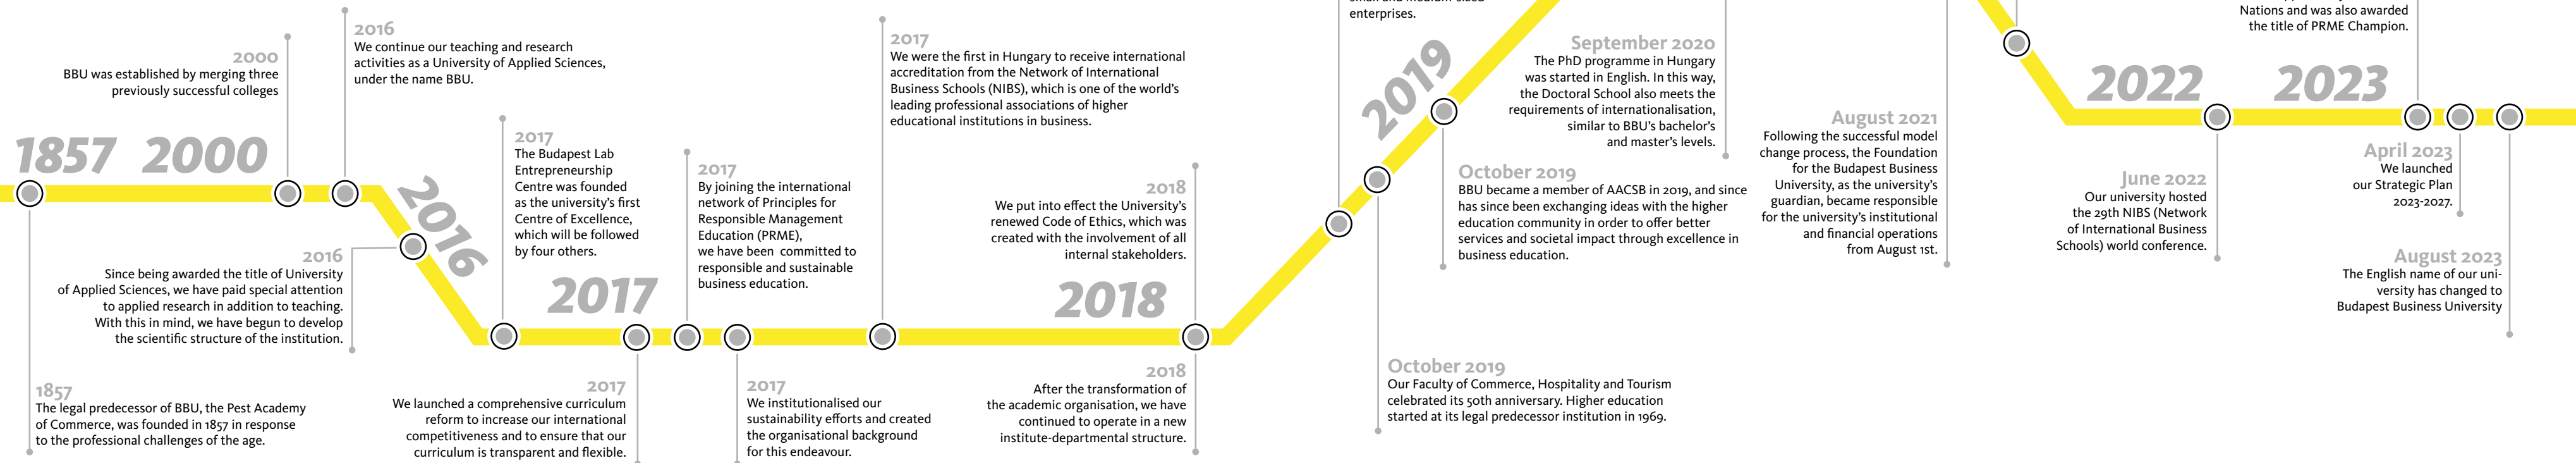 1857
2000
2000
BBU was established by merging three
previously successful colleges
2016
We continue our teaching and research
activities as a University of Applied Sciences,
under the name BBU.
1857
The legal predecessor of BBU, the Pest Academy
of Commerce, was founded in 1857 in response
to the professional challenges of the age.
2016
2016
Since being awarded the title of University
of Applied Sciences, we have paid special attention
to applied research in addition to teaching.
With this in mind, we have begun to develop
the scientific structure of the institution.
2017
The Budapest Lab
Entrepreneurship
Centre was founded
as the university's first
Centre of Excellence,
which will be followed
by four others.
2017
2017
We launched a comprehensive curriculum
reform to increase our international
competitiveness and to ensure that our
curriculum is transparent and flexible.
2017
By joining the international
network of Principles for
Responsible Management
Education (PRME),
we have been committed to
responsible and sustainable
business education.
2017
We institutionalised our
sustainability efforts and created
the organisational background
for this endeavour.
2017
We were the first in Hungary to receive international
accreditation from the Network of International
Business Schools (NIBS), which is one of the world's
leading professional associations of higher
educational institutions in business.
2018
2018
We put into effect the University's
renewed Code of Ethics, which was
created with the involvement of all
internal stakeholders.
2018
After the transformation of
the academic organisation, we have
continued to operate in a new
institute-departmental structure.
enterprises.
2019
October 2019
Our Faculty of Commerce, Hospitality and Tourism
celebrated its 50th anniversary. Higher education
started at its legal predecessor institution in 1969.
October 2019
BBU became a member of AACSB in 2019, and since
has since been exchanging ideas with the higher
education community in order to offer better
services and societal impact through excellence in
business education.
September 2020
The PhD programme in Hungary
was started in English. In this way,
the Doctoral School also meets the
requirements of internationalisation,
similar to BBU's bachelor's
and master's levels.
August 2021
Following the successful model
change process, the Foundation
for the Budapest Business
University, as the university's
guardian, became responsible
for the university's institutional
and financial operations
from August 1st.
2022
June 2022
Our university hosted
the 29th NIBS (Network
of International Business
Schools) world conference.
2023
Nations and was also awarded
the title of PRME Champion.
April 2023
We launched
our Strategic Plan
2023-2027.
August 2023
The English name of our uni-
versity has changed to
Budapest Business University